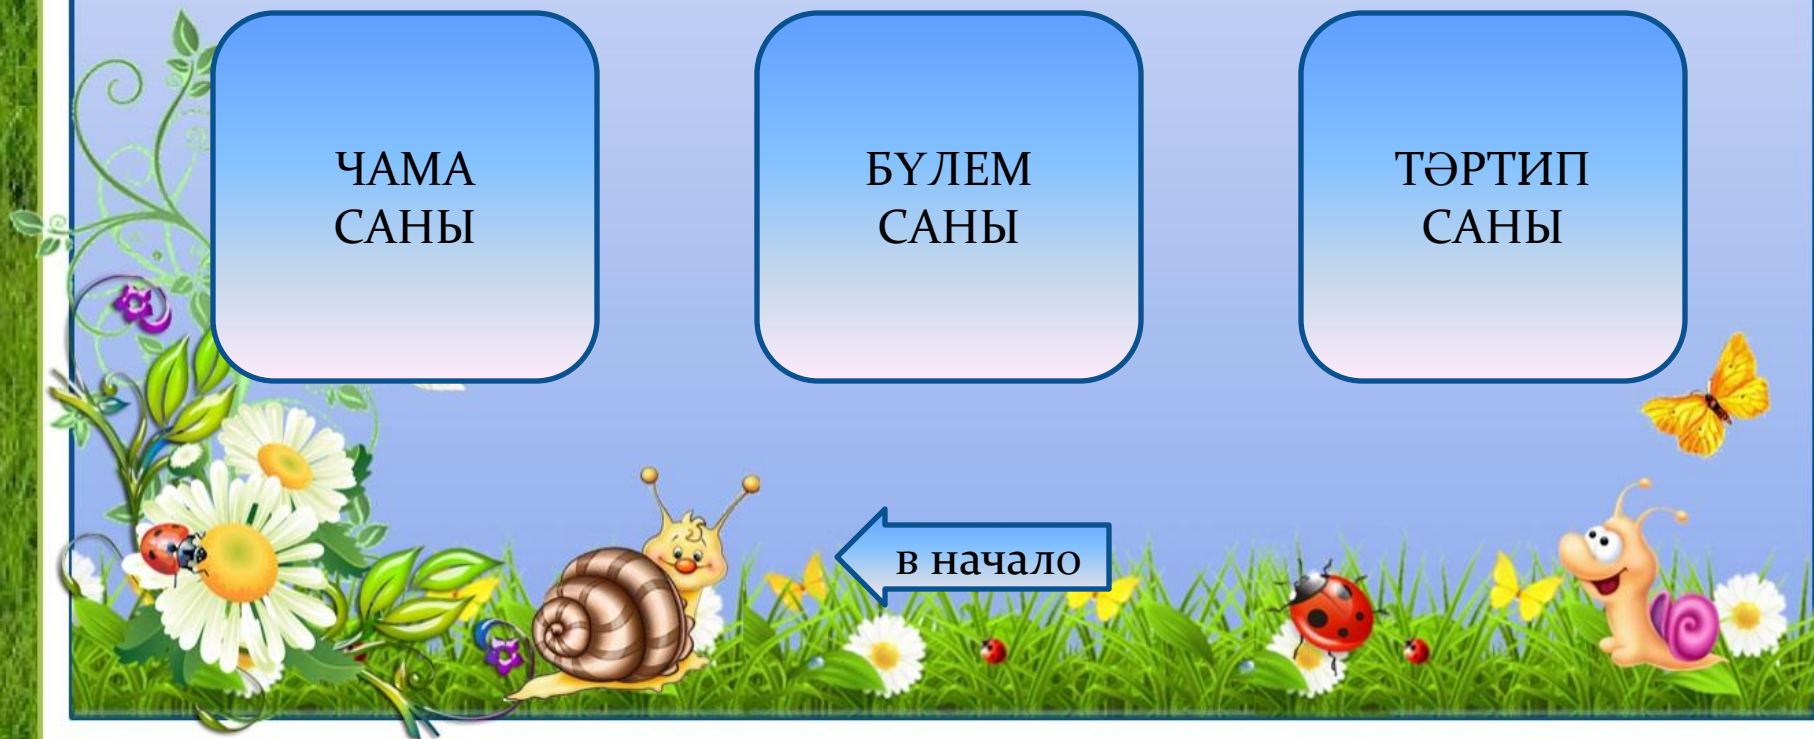 ЧАМА
САНЫ
БҮЛЕМ
САНЫ
ТӘРТИП
САНЫ
в начало